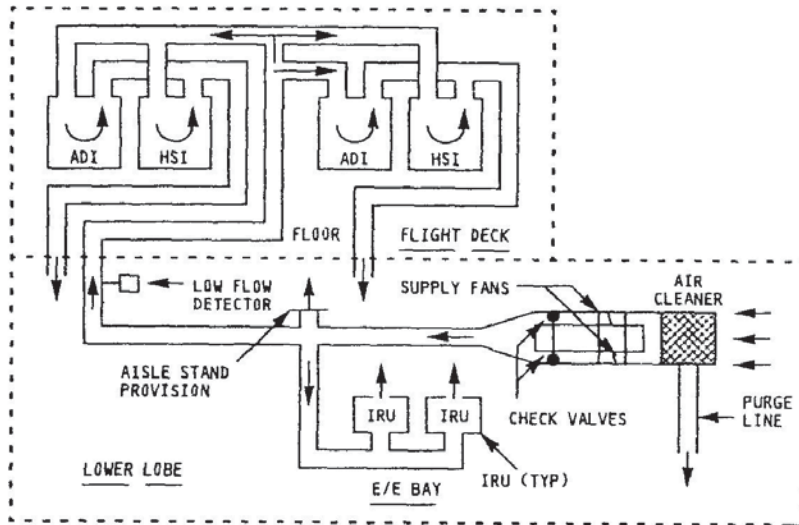 ADI
HSI
ADI
HSI
FLOOR
FLIGHT DECK
LOW FLOW
DETECTOR
SUPPLY FANS
AIR
CLEANER
AISLE STAND
PROVISION
IRU
IRU
CHECK VALVES
PURGE
LINE
LOWER LOBE
E/E BAY
IRU (TYP)